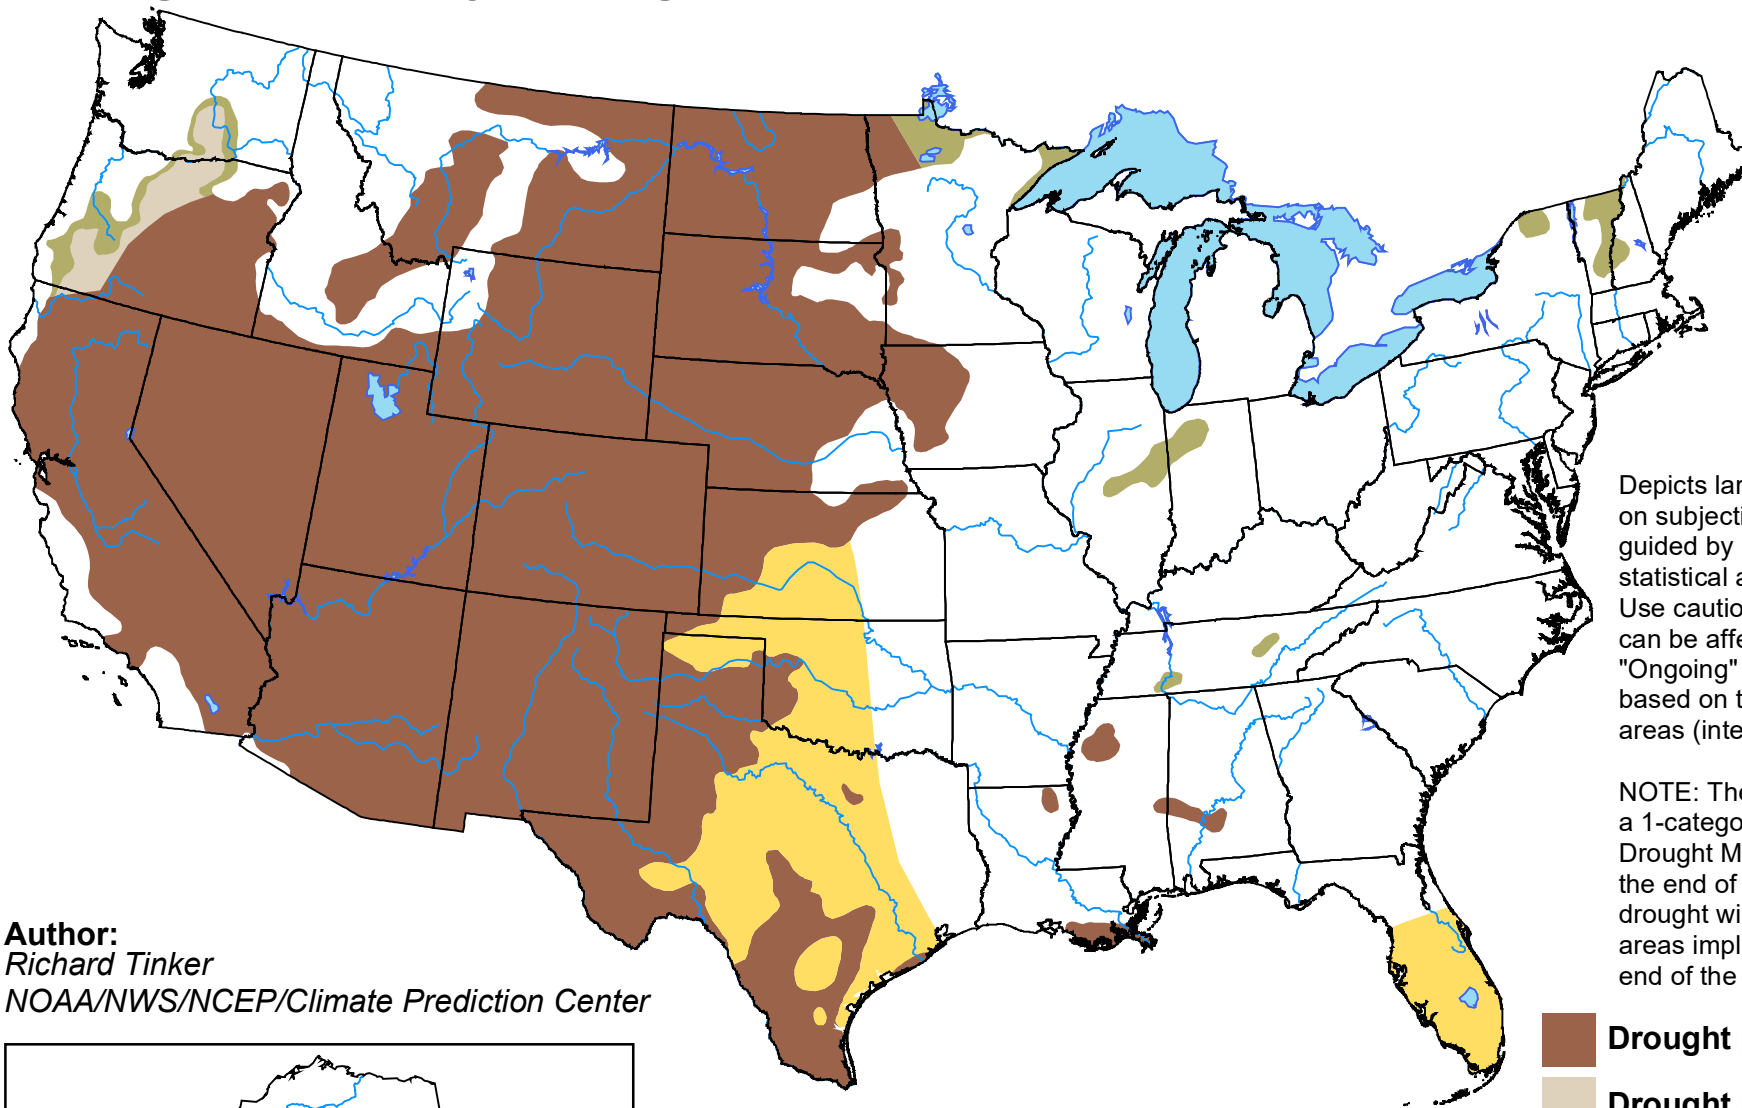 Depicts lar
on subjecti
guided by
statistical a
Use cautio
can be affe
"Ongoing"
based on t
areas (inte
NOTE: The
a 1-catego
Drought M
the end of
drought wi
areas impl
end of the
Author:
Richard Tinker
NOAA/NWS/NCEP/Climate Prediction Center
Drought
Drought